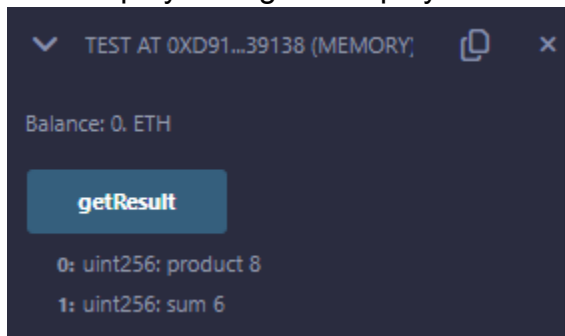 TEST AT 0XD91...39138 (MEMORY)
Balance: 0. ETH
getResult
0: uint256: product 8
1: uint256: sum 6